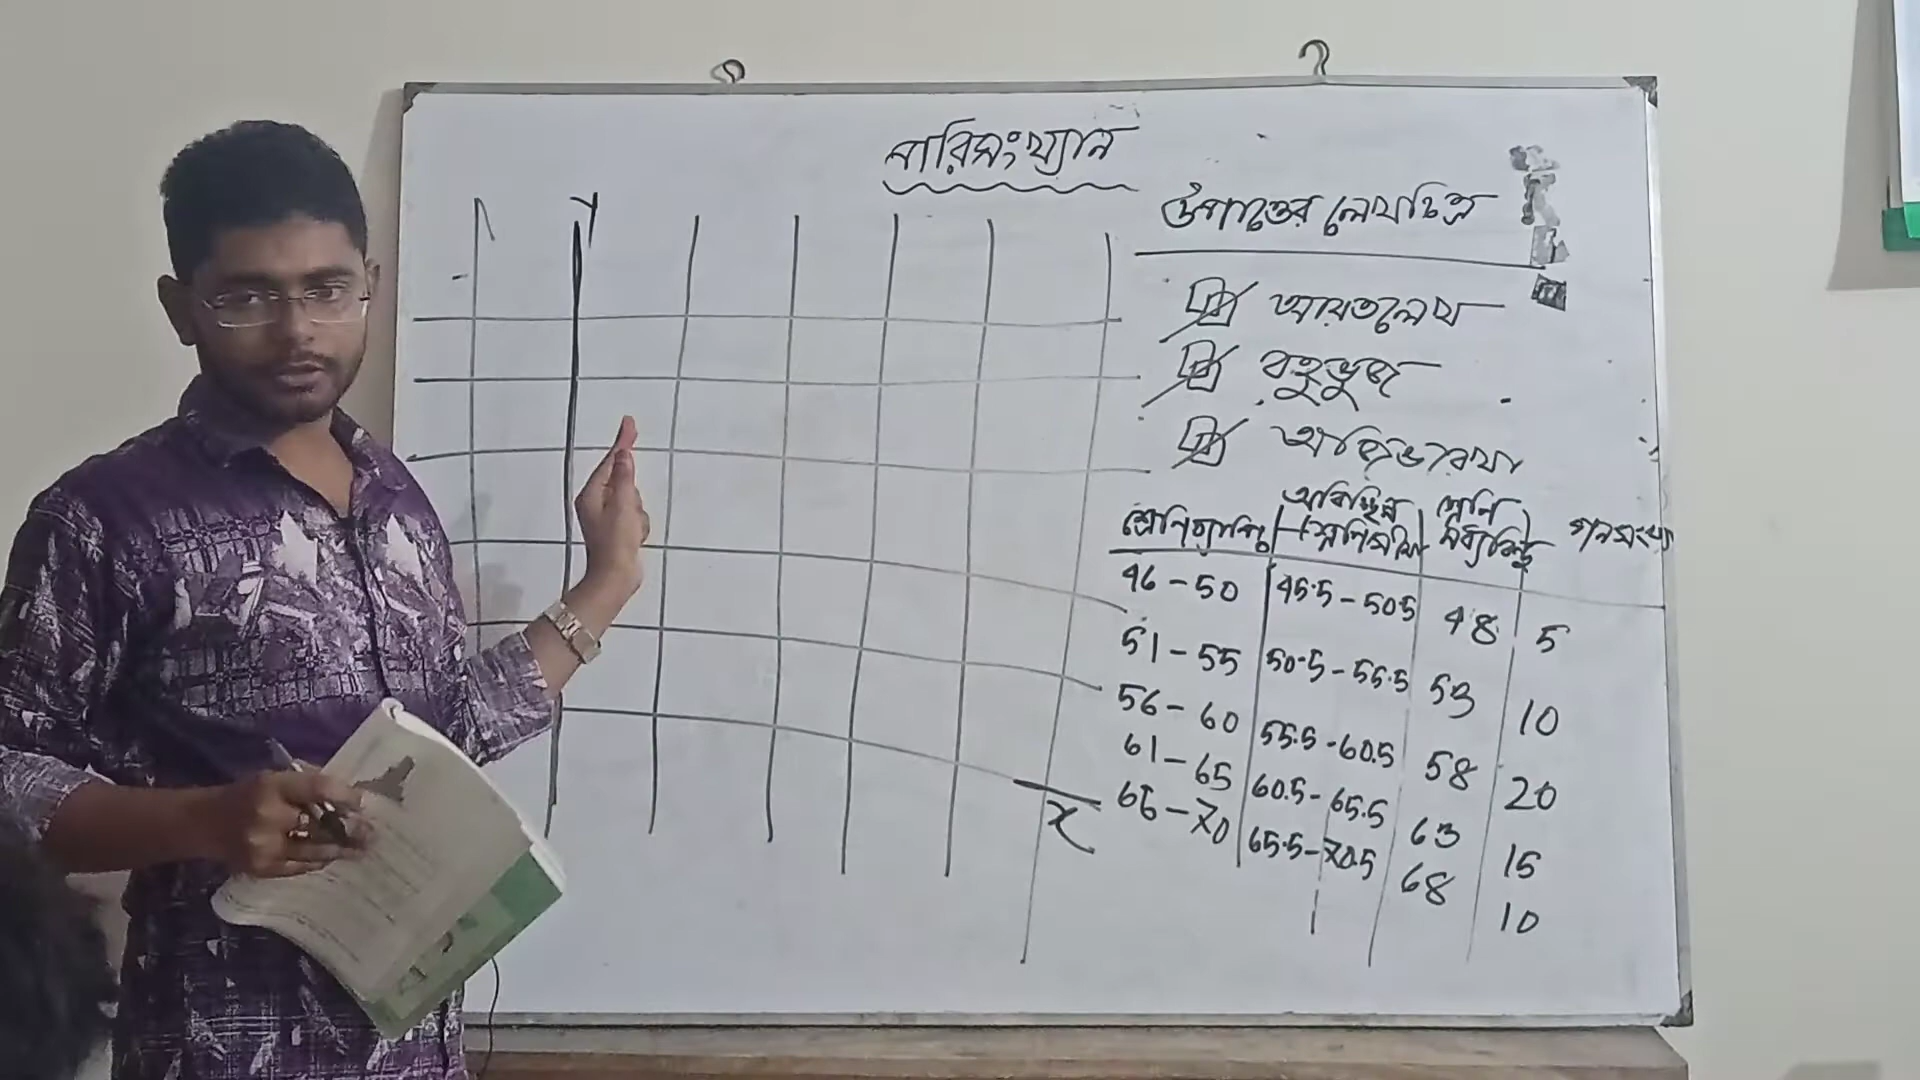 পরিসংখ্যান
উপাত্তের লেখচিত্র
আয়তলেখ
বহুভুজ
অজিভরেখা
Y
X
শ্রেণিব্যাপ্তি অবিচ্ছিন্ন শ্রেণিসীমা শ্রেণি মধ্যবিন্দু গনসংখ্যা
46 - 50 45.5 - 50.5 48 5
51 - 55 50.5 - 55.5 53 10
56 - 60 55.5 - 60.5 58 20
61 - 65 60.5 - 65.5 63 15
66 - 70 65.5 - 70.5 68 10